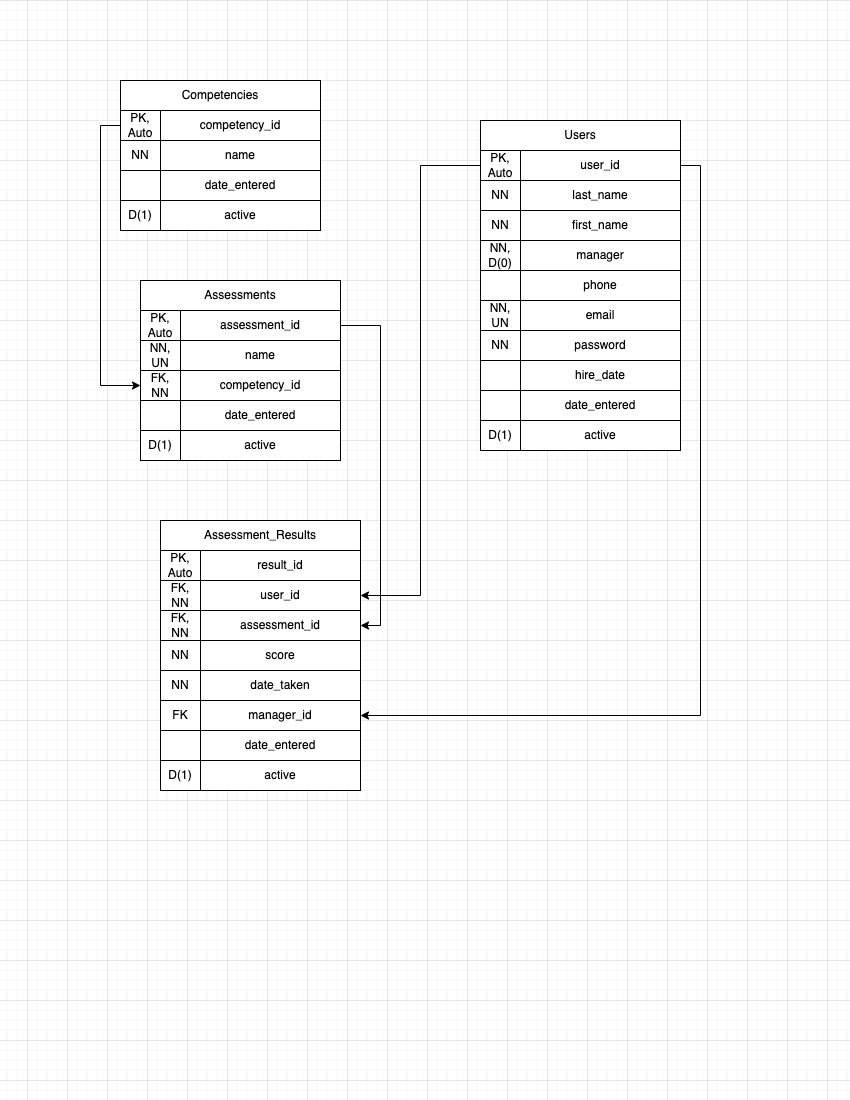 Competencies
PK,
Auto
competency_id
NN
name
date_entered
D(1)
active
Users
PK,
Auto
user_id
NN
last_name
NN
first_name
NN,
D(0)
manager
phone
NN,
UN
email
NN
password
hire_date
date_entered
D(1)
active
Assessments
PK,
Auto
assessment_id
NN,
UN
name
FK,
NN
competency_id
date_entered
D(1)
active
Assessment_Results
PK,
Auto
result_id
FK,
NN
user_id
FK,
NN
assessment_id
NN
score
NN
date_taken
FK
manager_id
date_entered
D(1)
active